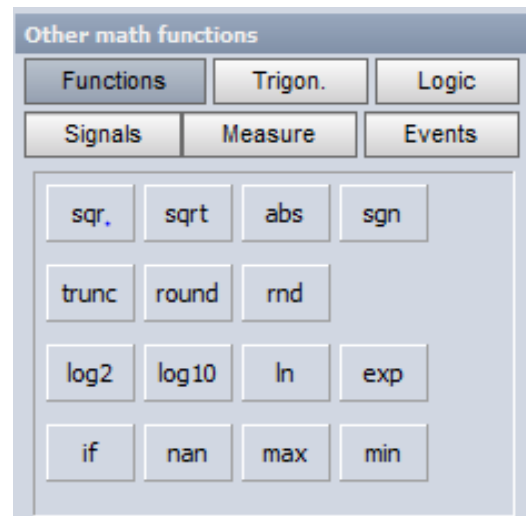 Other math functions
Functions Trigon. Logic
Signals Measure Events
sqr sqrt abs sgn
trunc round rnd
log2 log10 ln exp
if nan max min